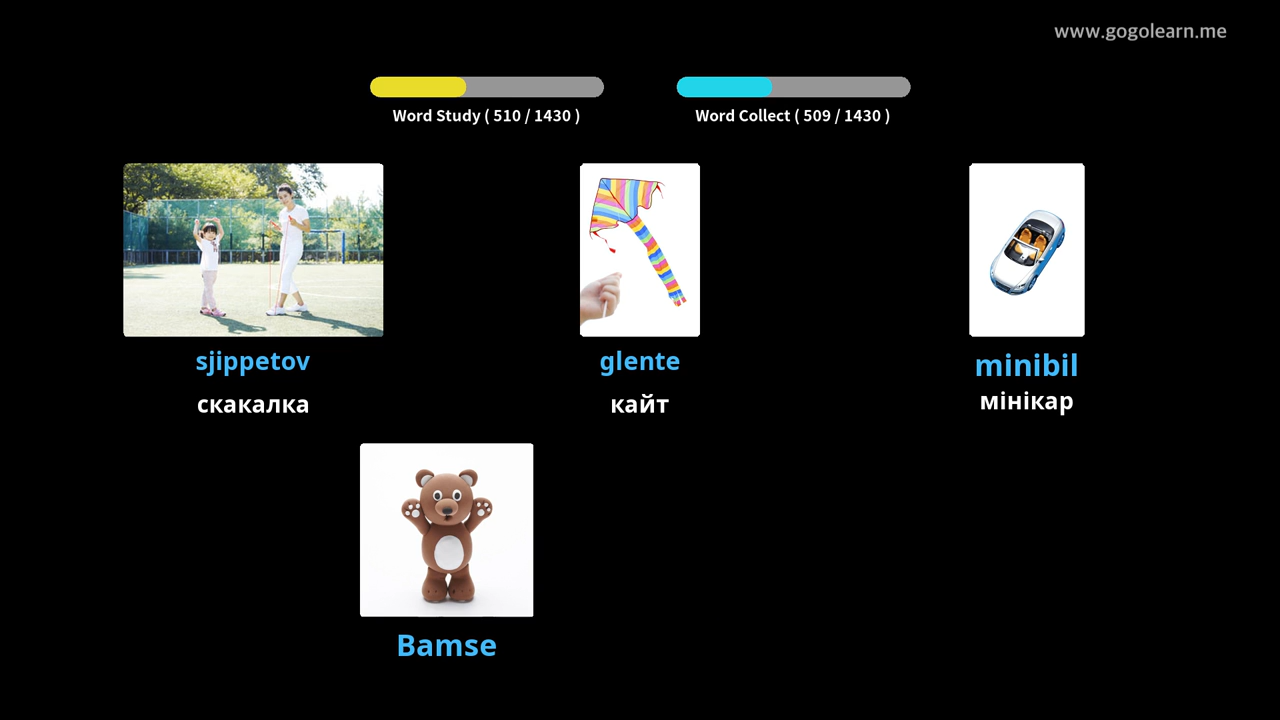 www.gogolearn.me
Word Study ( 510 / 1430 )
Word Collect ( 509 / 1430 )
sjippetov
glente
minibil
скакалка
кайт
мінікар
Bamse